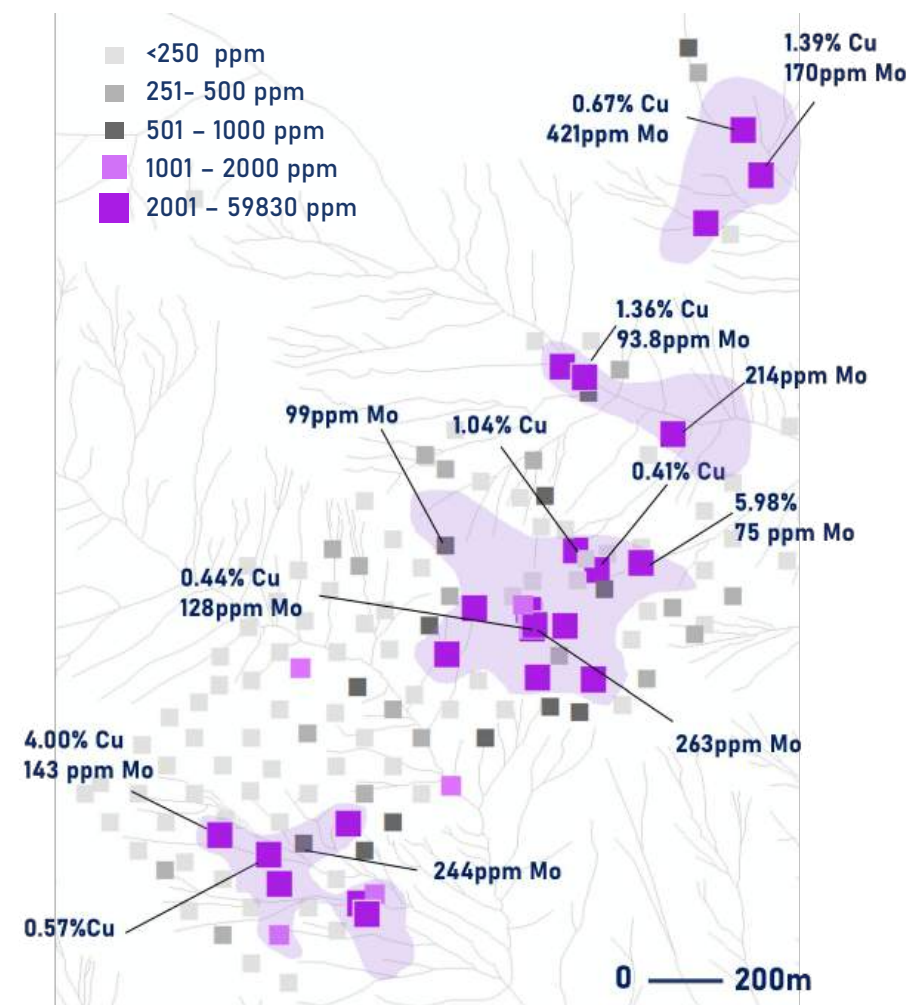 <250 ppm
251- 500 ppm
501 - 1000 ppm
1001 - 2000 ppm
2001 - 59830 ppm
1.39% Cu
170ppm Mo
0.67% Cu
421ppm Mo
1.36% Cu
93.8ppm Mo
214ppm Mo
99ppm Mo
1.04% Cu
0.41% Cu
5.98%
75 ppm Mo
0.44% Cu
128ppm Mo
263ppm Mo
4.00% Cu
143 ppm Mo
244ppm Mo
0.57%Cu
0 200m